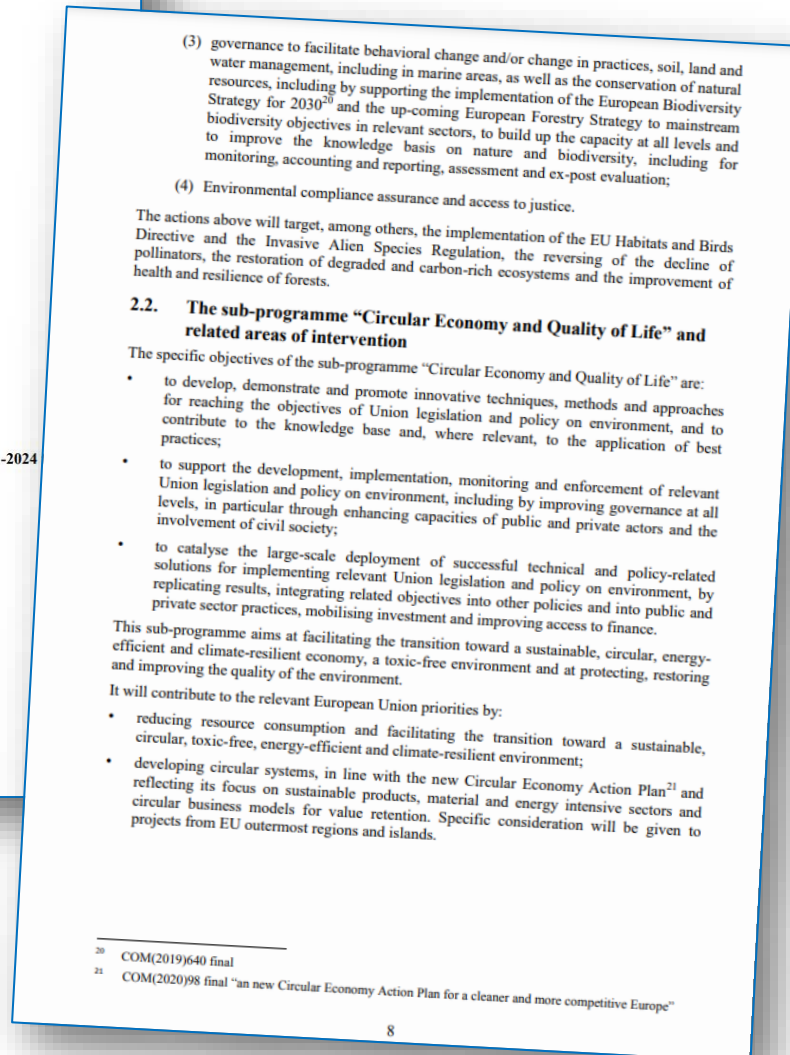 (3) governance to facilitate behavioral change and/or change in practices, soil, land and
water management, including in marine areas, as well as the conservation of natural
resources, including by supporting the implementation of the European Biodiversity
Strategy for 2030²⁰ and the up-coming European Forestry Strategy to mainstream
biodiversity objectives in relevant sectors, to build up the capacity at all levels and
to improve the knowledge basis on nature and biodiversity, including for
monitoring, accounting and reporting, assessment and ex-post evaluation;
(4) Environmental compliance assurance and access to justice.
The actions above will target, among others, the implementation of the EU Habitats and Birds
Directive and the Invasive Alien Species Regulation, the reversing of the decline of
pollinators, the restoration of degraded and carbon-rich ecosystems and the improvement of
health and resilience of forests.
2.2. The sub-programme “Circular Economy and Quality of Life” and
related areas of intervention
The specific objectives of the sub-programme “Circular Economy and Quality of Life” are:
• to develop, demonstrate and promote innovative techniques, methods and approaches
for reaching the objectives of Union legislation and policy on environment, and to
contribute to the knowledge base and, where relevant, to the application of best
practices;
-2024
• to support the development, implementation, monitoring and enforcement of relevant
Union legislation and policy on environment, including by improving governance at all
levels, in particular through enhancing capacities of public and private actors and the
involvement of civil society;
• to catalyse the large-scale deployment of successful technical and policy-related
solutions for implementing relevant Union legislation and policy on environment, by
replicating results, integrating related objectives into other policies and into public and
private sector practices, mobilising investment and improving access to finance.
This sub-programme aims at facilitating the transition toward a sustainable, circular, energy-
efficient and climate-resilient economy, a toxic-free environment and at protecting, restoring
and improving the quality of the environment.
It will contribute to the relevant European Union priorities by:
• reducing resource consumption and facilitating the transition toward a sustainable,
circular, toxic-free, energy-efficient and climate-resilient environment;
• developing circular systems, in line with the new Circular Economy Action Plan²¹ and
reflecting its focus on sustainable products, material and energy intensive sectors and
circular business models for value retention. Specific consideration will be given to
projects from EU outermost regions and islands.
²⁰ COM(2019)640 final
²¹ COM(2020)98 final “an new Circular Economy Action Plan for a cleaner and more competitive Europe”
8